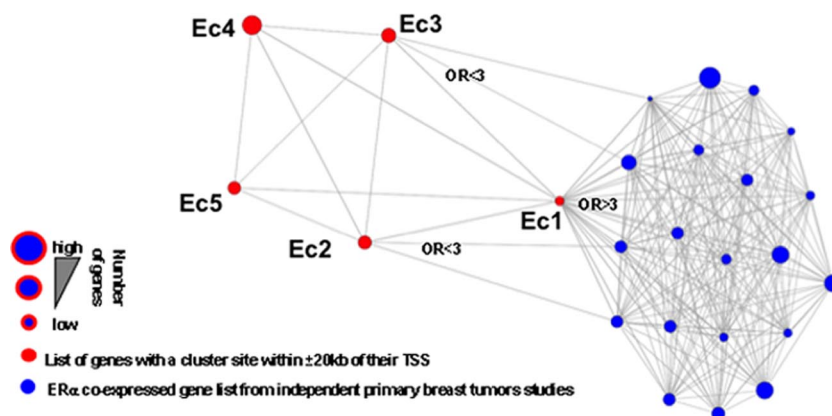 Ec4
Ec3
OR<3
Ec5
Ec1
OR>3
Ec2
OR<3
high
Number
of genes
low
List of genes with a cluster site within ±20kb of their TSS
ERα co-expressed gene list from independent primary breast tumors studies